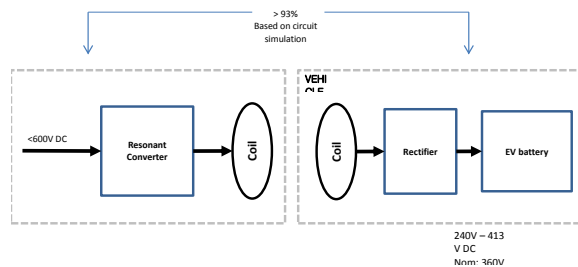 > 93%
Based on circuit
simulation
VEHI
CLE
<600V DC
Resonant
Converter
Coil
Coil
Rectifier
EV battery
240V – 413
V DC
Nom: 360V